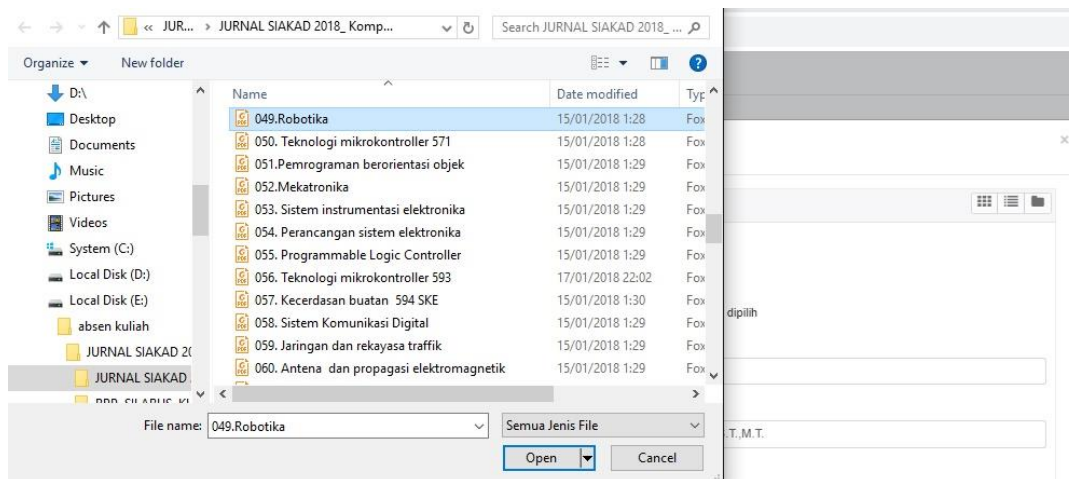 « JUR... > JURNAL SIAKAD 2018_ Komp...
Search JURNAL SIAKAD 2018_ ...
Organize
New folder
Name Date modified Typ
D:\
Desktop
Documents
Music
Pictures
Videos
System (C:)
Local Disk (D:)
Local Disk (E:)
absen kuliah
JURNAL SIAKAD 20
JURNAL SIAKAD
049.Robotika 15/01/2018 1:28 Fox
050. Teknologi mikrokontroller 571 15/01/2018 1:28 Fox
051.Pemrograman berorientasi objek 15/01/2018 1:29 Fox
052.Mekatronika 15/01/2018 1:29 Fox
053. Sistem instrumentasi elektronika 15/01/2018 1:29 Fox
054. Perancangan sistem elektronika 15/01/2018 1:29 Fox
055. Programmable Logic Controller 15/01/2018 1:29 Fox
056. Teknologi mikrokontroller 593 17/01/2018 22:02 Fox
057. Kecerdasan buatan 594 SKE 15/01/2018 1:30 Fox
058. Sistem Komunikasi Digital 15/01/2018 1:29 Fox
059. Jaringan dan rekayasa traffik 15/01/2018 1:29 Fox
060. Antena dan propagasi elektromagnetik 15/01/2018 1:29 Fox
File name: 049.Robotika
Semua Jenis File
Open
Cancel
dipilih
.T.,M.T.